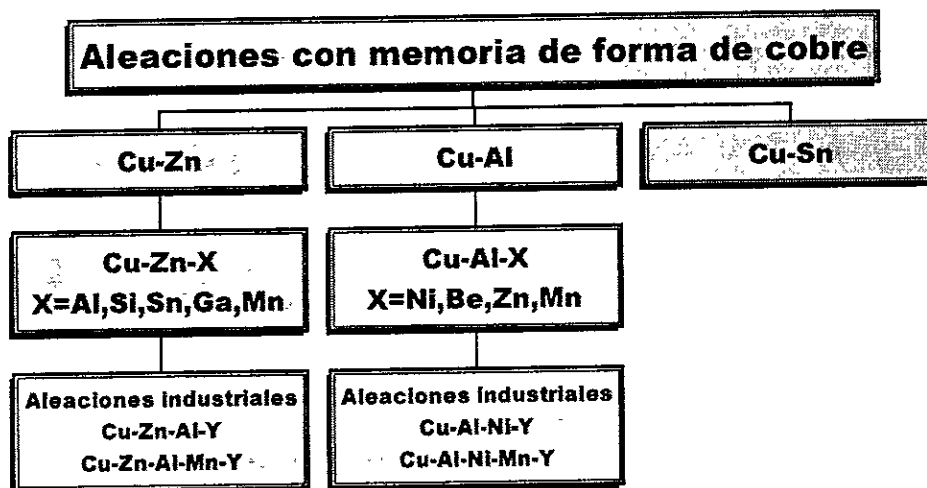 Aleaciones con memoria de forma de cobre
Cu-Zn
Cu-Al
Cu-Sn
Cu-Zn-X
X=Al,Si,Sn,Ga,Mn
Cu-Al-X
X=Ni,Be,Zn,Mn
Aleaciones industriales
Cu-Zn-Al-Y
Cu-Zn-Al-Mn-Y
Aleaciones industriales
Cu-Al-Ni-Y
Cu-Al-Ni-Mn-Y